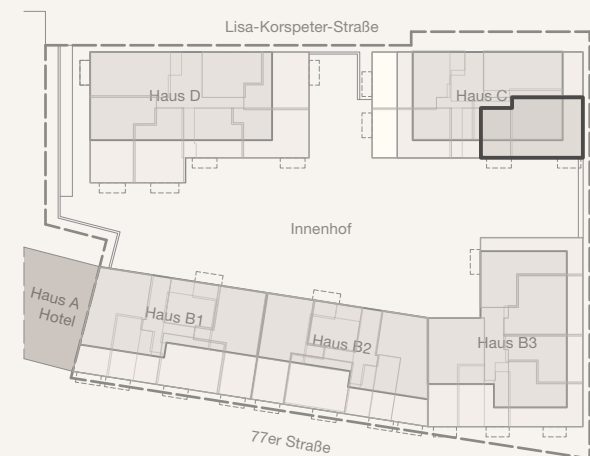 Lisa-Korspeter-Straße
Haus D
Haus C
Innenhof
Haus A
Hotel
Haus B1
Haus B2
Haus B3
77er Straße